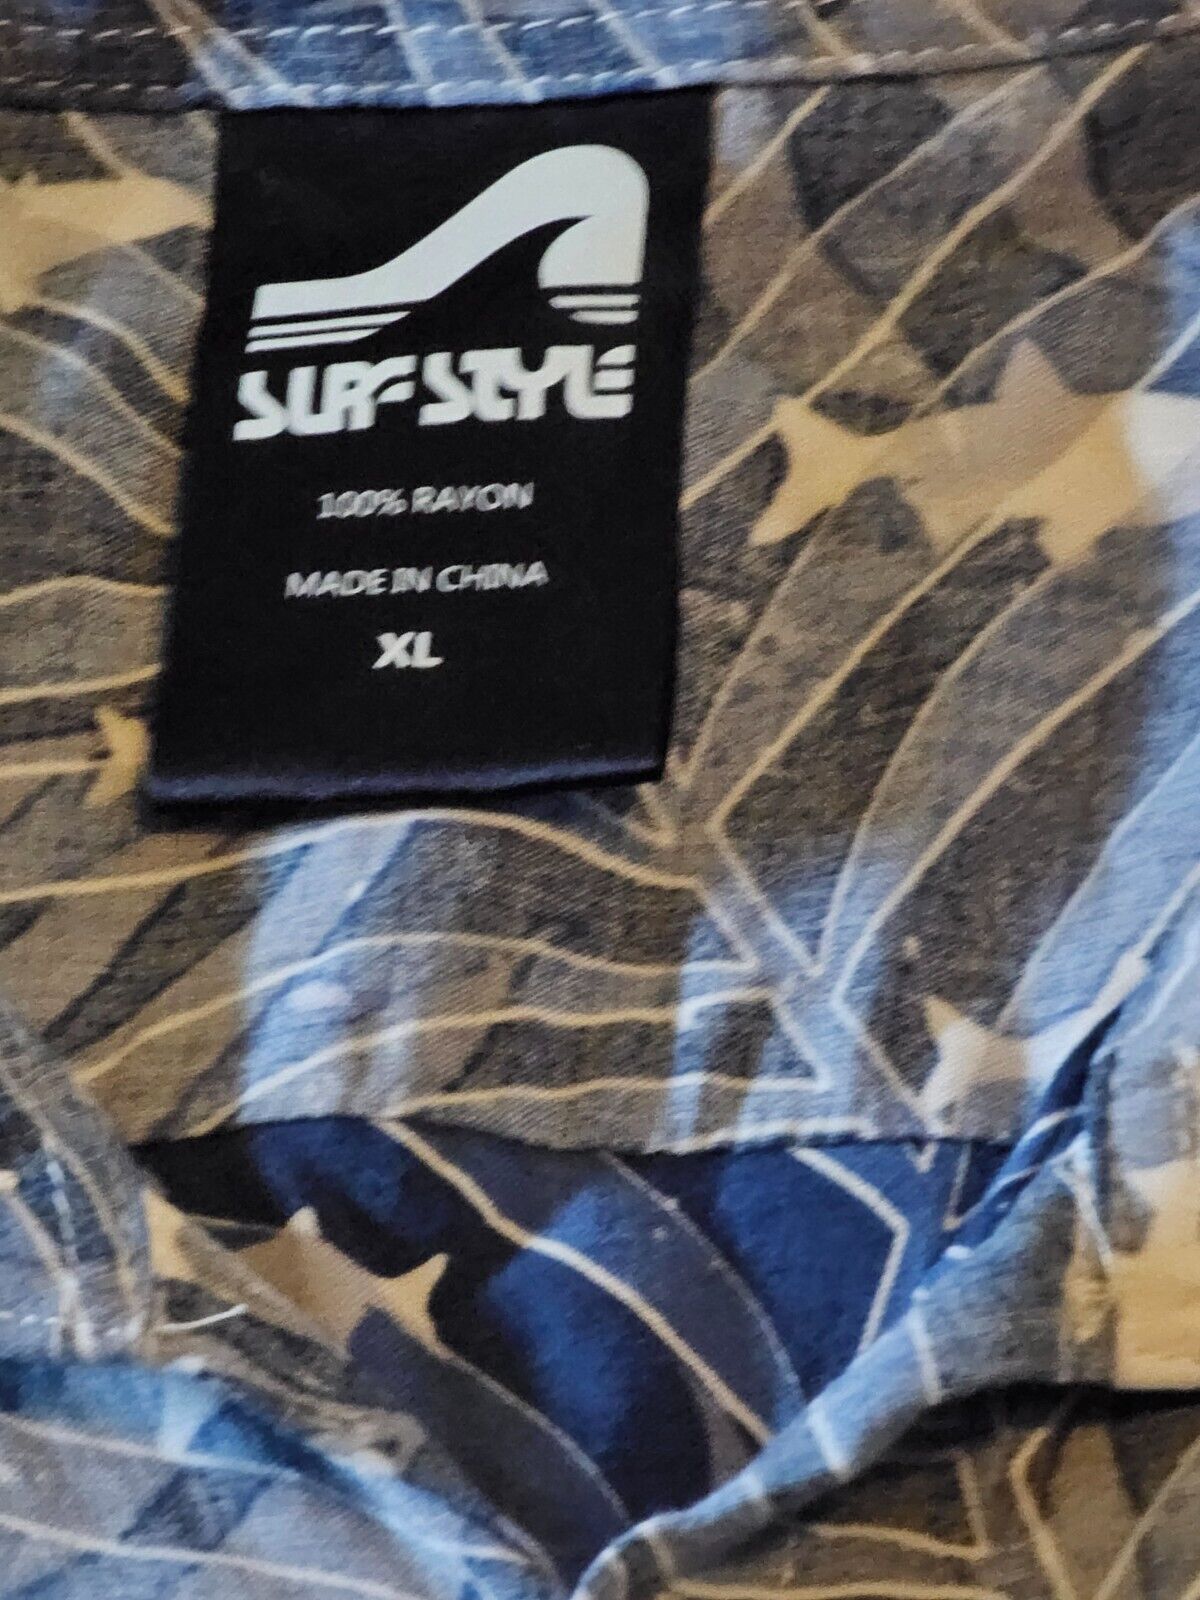 SURF STYLE
100% RAYON
MADE IN CHINA
XL